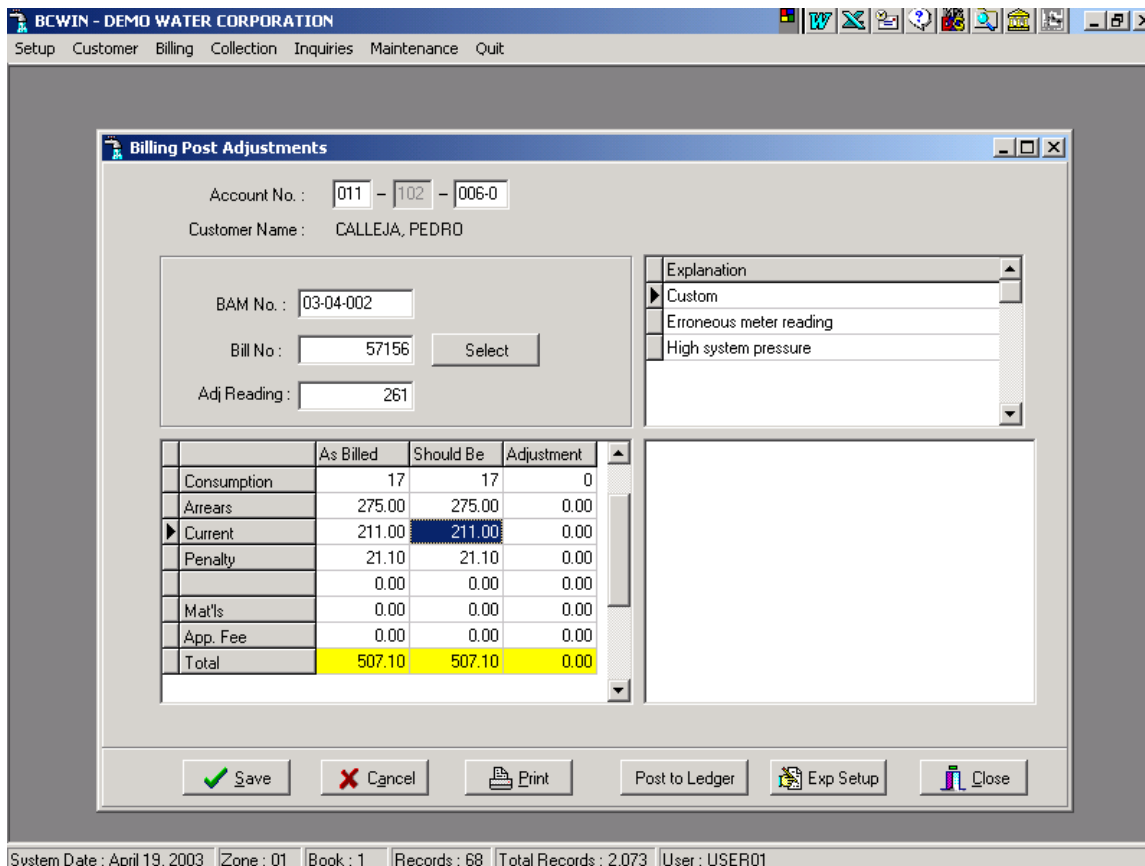 BCWIN - DEMO WATER CORPORATION
Setup Customer Billing Collection Inquiries Maintenance Quit
Billing Post Adjustments
Account No. : 011 – 102 – 006-0
Customer Name : CALLEJA, PEDRO
BAM No. : 03-04-002
Bill No : 57156 Select
Adj Reading : 261
Explanation
Custom
Erroneous meter reading
High system pressure
As Billed Should Be Adjustment
Consumption 17 17 0
Arrears 275.00 275.00 0.00
Current 211.00 211.00 0.00
Penalty 21.10 21.10 0.00
0.00 0.00 0.00
Mat'ls 0.00 0.00 0.00
App. Fee 0.00 0.00 0.00
Total 507.10 507.10 0.00
Save Cancel Print Post to Ledger Exp Setup Close
System Date : April 19, 2003 Zone : 01 Book : 1 Records : 68 Total Records : 2,073 User : USER01